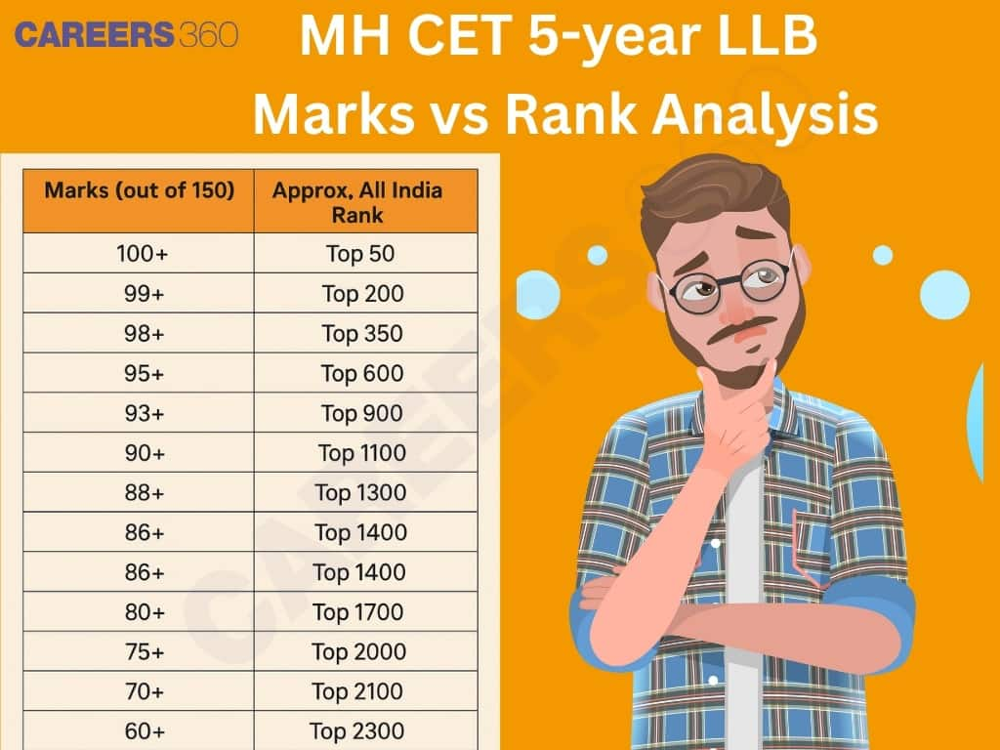 CAREERS360
MH CET 5-year LLB
Marks vs Rank Analysis
Marks (out of 150) Approx, All India
Rank
100+ Top 50
99+ Top 200
98+ Top 350
95+ Top 600
93+ Top 900
90+ Top 1100
88+ Top 1300
86+ Top 1400
86+ Top 1400
80+ Top 1700
75+ Top 2000
70+ Top 2100
60+ Top 2300
CAREERS360